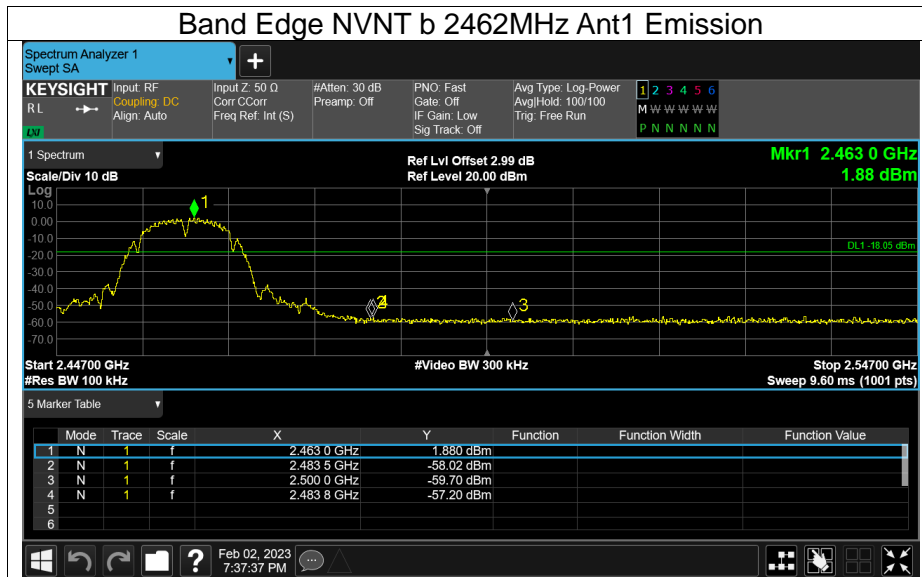 Band Edge NVNT b 2462MHz Ant1 Emission
Spectrum Analyzer 1
Swept SA
+
KEYSIGHT Input: RF Input Z: 50 Ω #Atten: 30 dB PNO: Fast Avg Type: Log-Power 1 2 3 4 5 6
RL Coupling: DC Corr CCorr Preamp: Off Gate: Off Avg|Hold: 100/100 M W W W W W
Align: Auto Freq Ref: Int (S) IF Gain: Low Trig: Free Run
LXI Sig Track: Off P N N N N N
1 Spectrum Ref Lvl Offset 2.99 dB Mkr1 2.463 0 GHz
Scale/Div 10 dB Ref Level 20.00 dBm 1.88 dBm
Log
10.0 1
0.00
-10.0
DL1 -18.05 dBm
-20.0
-30.0
-40.0
-50.0 2 4 3
-60.0
-70.0
Start 2.44700 GHz #Video BW 300 kHz Stop 2.54700 GHz
#Res BW 100 kHz Sweep 9.60 ms (1001 pts)
5 Marker Table
Mode Trace Scale X Y Function Function Width Function Value
1 N 1 f 2.463 0 GHz 1.880 dBm
2 N 1 f 2.483 5 GHz -58.02 dBm
3 N 1 f 2.500 0 GHz -59.70 dBm
4 N 1 f 2.483 8 GHz -57.20 dBm
5
6
? Feb 02, 2023
7:37:37 PM